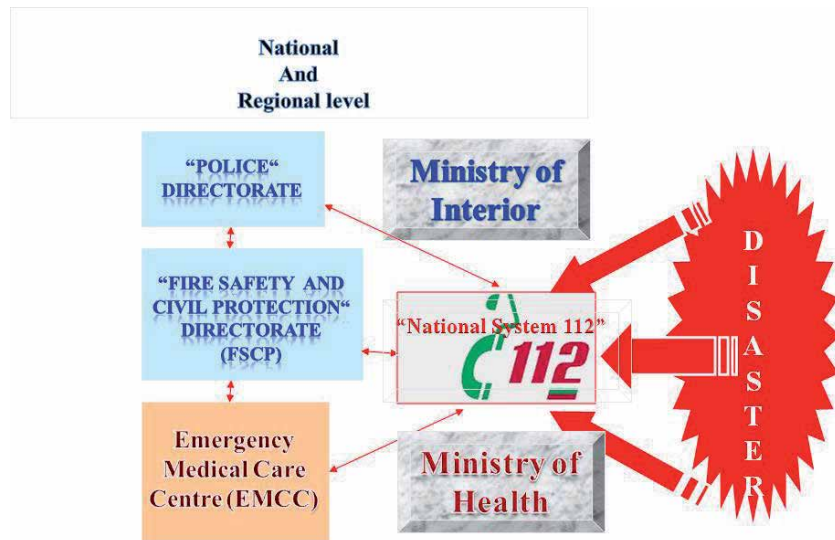 National
And
Regional level
“POLICE“
DIRECTORATE
Ministry of
Interior
“FIRE SAFETY AND
CIVIL PROTECTION“
DIRECTORATE
(FSCP)
“National System 112”
112
Emergency
Medical Care
Centre (EMCC)
Ministry of
Health
DISASTER